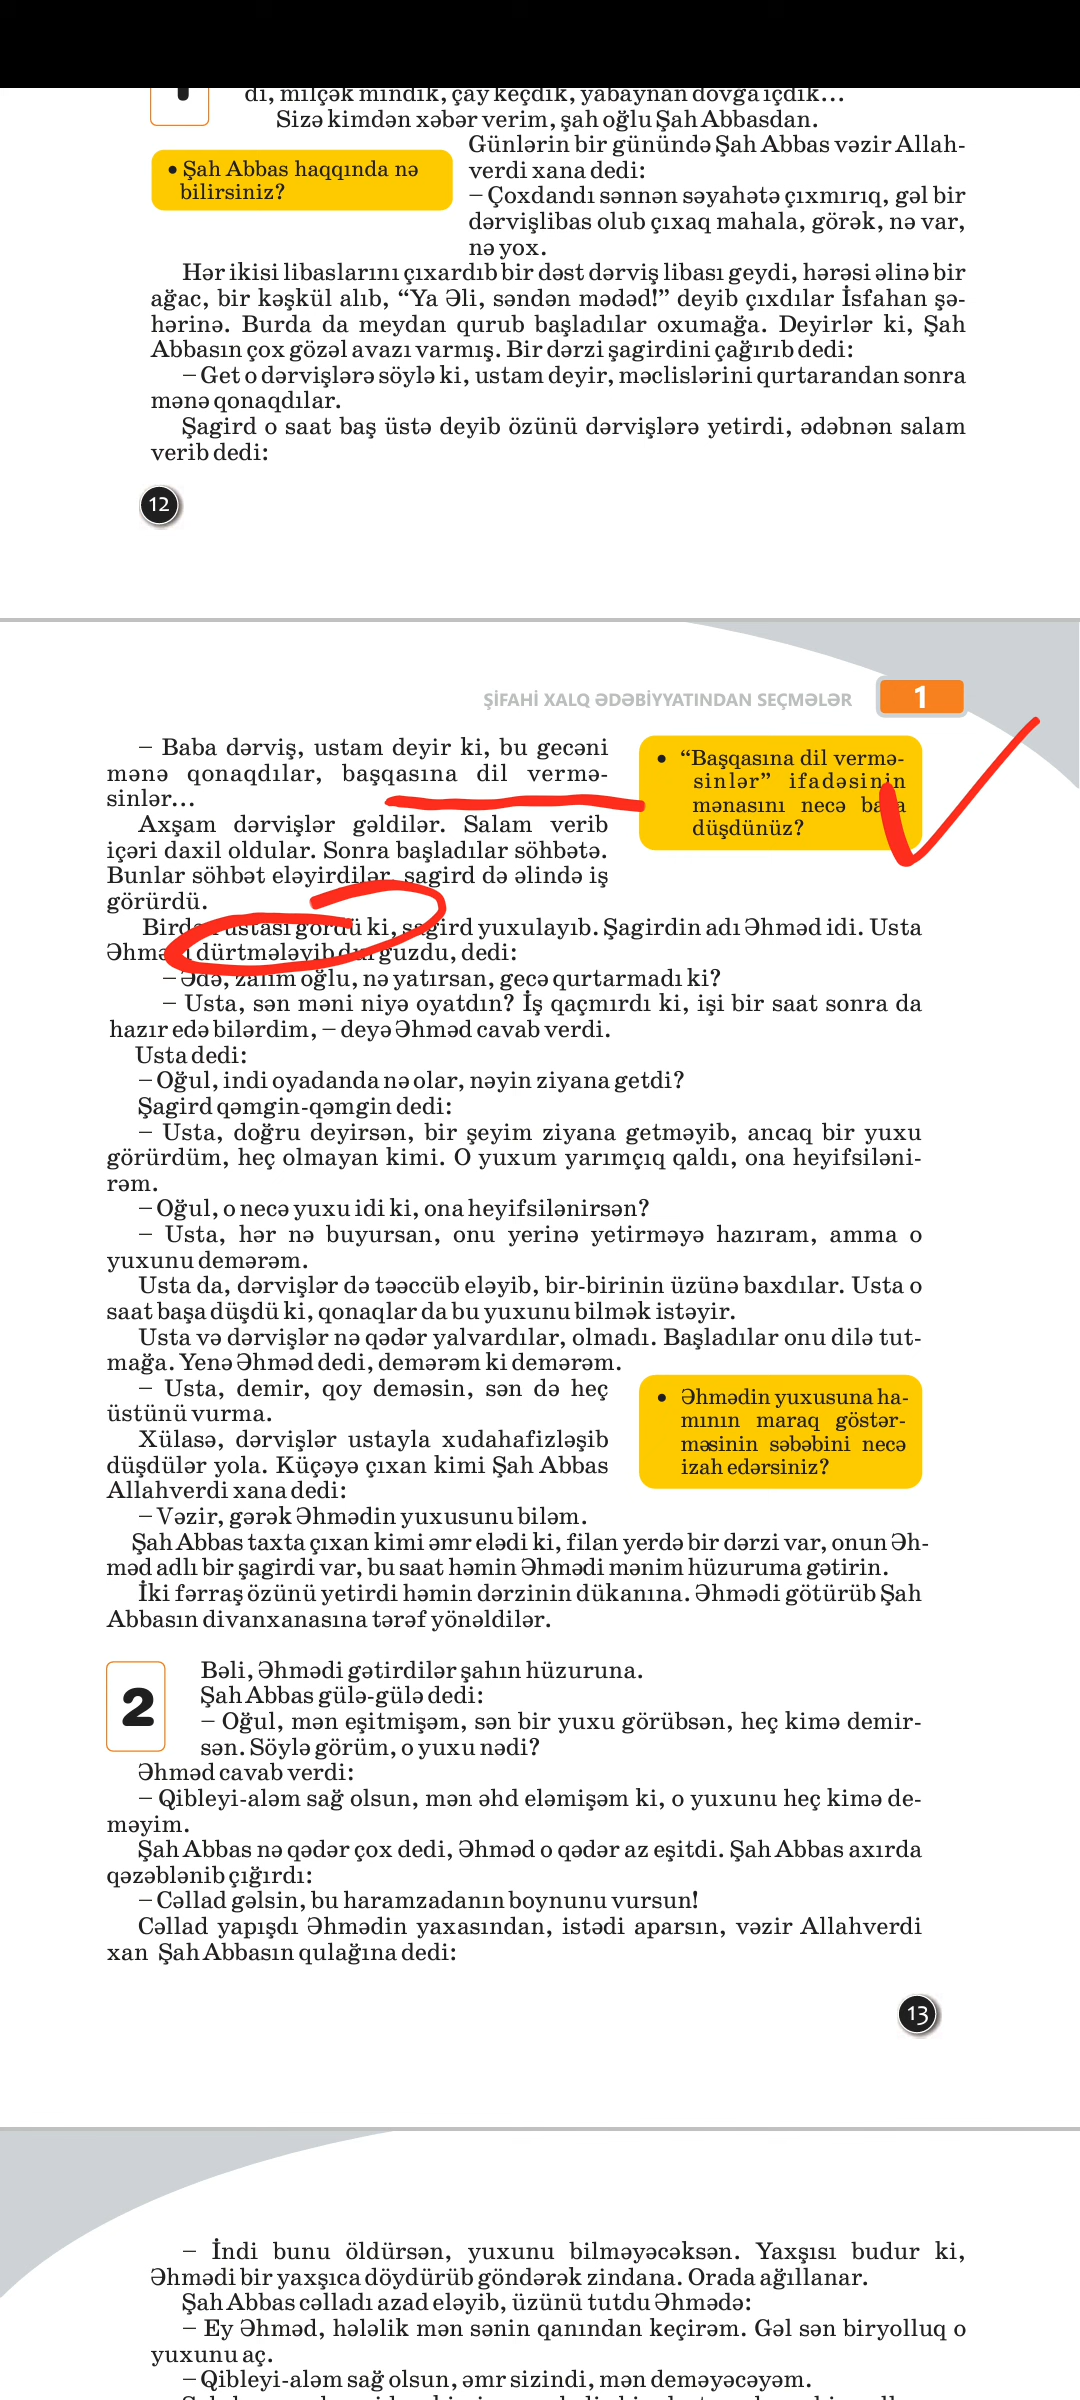 di, milçək mindik, çay keçdik, yabaynan dovğa içdik...
Sizə kimdən xəbər verim, şah oğlu Şah Abbasdan.
• Şah Abbas haqqında nə
bilirsiniz?
Günlərin bir günündə Şah Abbas vəzir Allah-
verdi xana dedi:
– Çoxdandı sənnən səyahətə çıxmırıq, gəl bir
dərvişlibas olub çıxaq mahala, görək, nə var,
nə yox.
Hər ikisi libaslarını çıxardıb bir dəst dərviş libası geydi, hərəsi əlinə bir
ağac, bir kəşkül alıb, “Ya Əli, səndən mədəd!” deyib çıxdılar İsfahan şə-
hərinə. Burda da meydan qurub başladılar oxumağa. Deyirlər ki, Şah
Abbasın çox gözəl avazı varmış. Bir dərzi şagirdini çağırıb dedi:
– Get o dərvişlərə söylə ki, ustam deyir, məclislərini qurtarandan sonra
mənə qonaqdılar.
Şagird o saat baş üstə deyib özünü dərvişlərə yetirdi, ədəbnən salam
verib dedi:
12
ŞİFAHİ XALQ ƏDƏBİYYATINDAN SEÇMƏLƏR
1
– Baba dərviş, ustam deyir ki, bu gecəni
mənə qonaqdılar, başqasına dil vermə-
sinlər...
• “Başqasına dil vermə-
sinlər” ifadəsinin
mənasını necə başa
düşdünüz?
Axşam dərvişlər gəldilər. Salam verib
içəri daxil oldular. Sonra başladılar söhbətə.
Bunlar söhbət eləyirdilər, şagird də əlində iş
görürdü.
Birdən ustası gördü ki, şagird yuxulayıb. Şagirdin adı Əhməd idi. Usta
Əhmədi dürtmələyib durguzdu, dedi:
– Ədə, zalım oğlu, nə yatırsan, gecə qurtarmadı ki?
– Usta, sən məni niyə oyatdın? İş qaçmırdı ki, işi bir saat sonra da
hazır edə bilərdim, – deyə Əhməd cavab verdi.
Usta dedi:
– Oğul, indi oyadanda nə olar, nəyin ziyana getdi?
Şagird qəmgin-qəmgin dedi:
– Usta, doğru deyirsən, bir şeyim ziyana getməyib, ancaq bir yuxu
görürdüm, heç olmayan kimi. O yuxum yarımçıq qaldı, ona heyifsiləni-
rəm.
– Oğul, o necə yuxu idi ki, ona heyifsilənirsən?
– Usta, hər nə buyursan, onu yerinə yetirməyə hazıram, amma o
yuxunu demərəm.
Usta da, dərvişlər də təəccüb eləyib, bir-birinin üzünə baxdılar. Usta o
saat başa düşdü ki, qonaqlar da bu yuxunu bilmək istəyir.
Usta və dərvişlər nə qədər yalvardılar, olmadı. Başladılar onu dilə tut-
mağa. Yenə Əhməd dedi, demərəm ki demərəm.
– Usta, demir, qoy deməsin, sən də heç
üstünü vurma.
• Əhmədin yuxusuna ha-
mının maraq göstər-
məsinin səbəbini necə
izah edərsiniz?
Xülasə, dərvişlər ustayla xudahafizləşib
düşdülər yola. Küçəyə çıxan kimi Şah Abbas
Allahverdi xana dedi:
– Vəzir, gərək Əhmədin yuxusunu biləm.
Şah Abbas taxta çıxan kimi əmr elədi ki, filan yerdə bir dərzi var, onun Əh-
məd adlı bir şagirdi var, bu saat həmin Əhmədi mənim hüzuruma gətirin.
İki fərraş özünü yetirdi həmin dərzinin dükanına. Əhmədi götürüb Şah
Abbasın divanxanasına tərəf yönəldilər.
2
Bəli, Əhmədi gətirdilər şahın hüzuruna.
Şah Abbas gülə-gülə dedi:
– Oğul, mən eşitmişəm, sən bir yuxu görübsən, heç kimə demir-
sən. Söylə görüm, o yuxu nədi?
Əhməd cavab verdi:
– Qibleyi-aləm sağ olsun, mən əhd eləmişəm ki, o yuxunu heç kimə de-
məyim.
Şah Abbas nə qədər çox dedi, Əhməd o qədər az eşitdi. Şah Abbas axırda
qəzəblənib çığırdı:
– Cəllad gəlsin, bu haramzadanın boynunu vursun!
Cəllad yapışdı Əhmədin yaxasından, istədi aparsın, vəzir Allahverdi
xan Şah Abbasın qulağına dedi:
13
– İndi bunu öldürsən, yuxunu bilməyəcəksən. Yaxşısı budur ki,
Əhmədi bir yaxşıca döydürüb göndərək zindana. Orada ağıllanar.
Şah Abbas cəlladı azad eləyib, üzünü tutdu Əhmədə:
– Ey Əhməd, hələlik mən sənin qanından keçirəm. Gəl sən biryolluq o
yuxunu aç.
– Qibleyi-aləm sağ olsun, əmr sizindi, mən deməyəcəyəm.